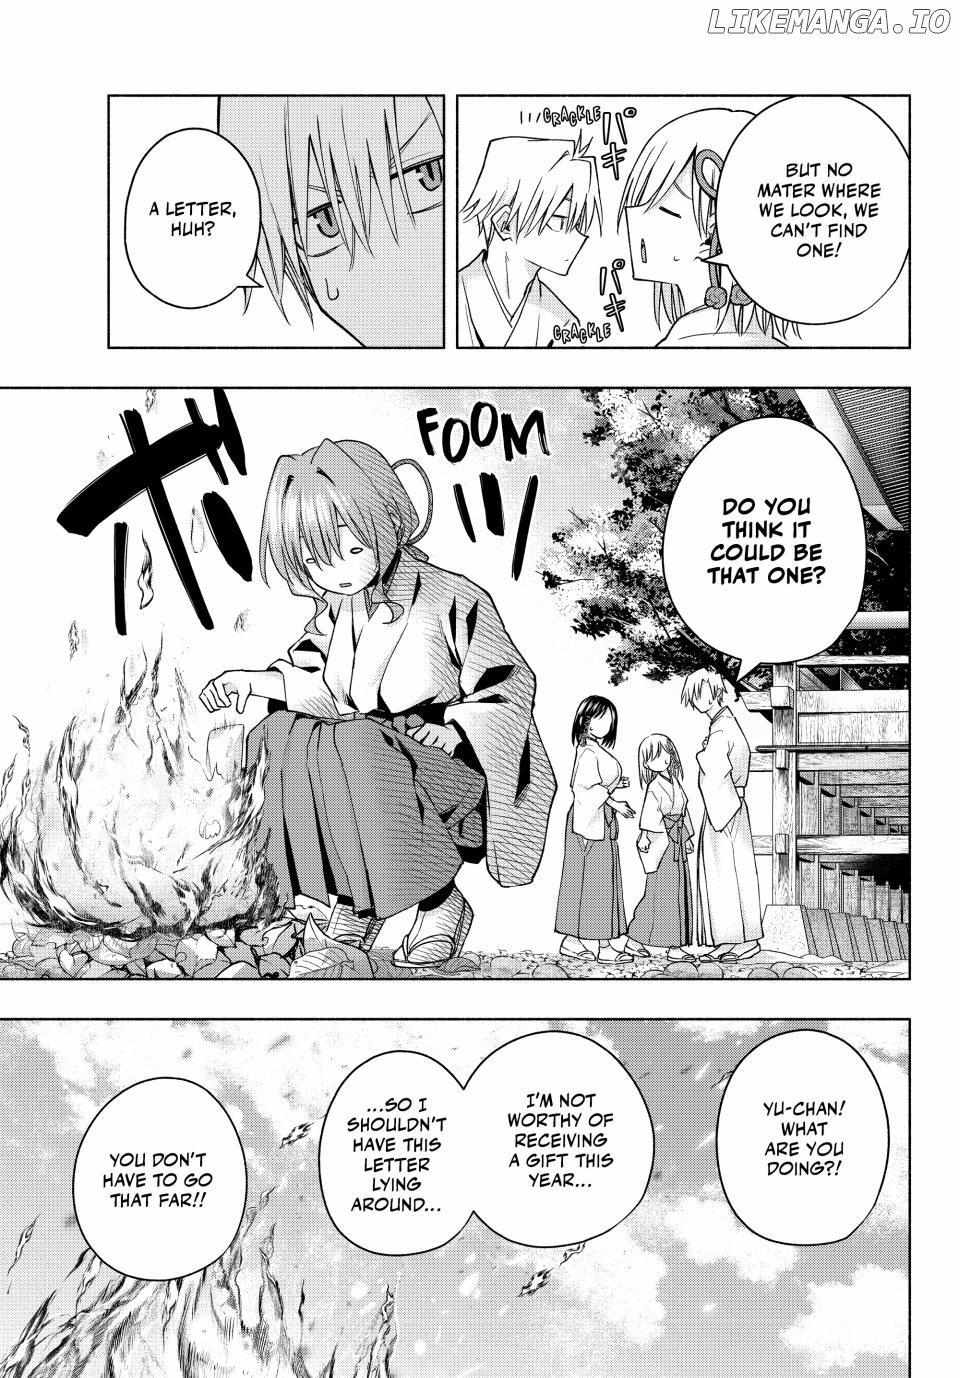 LIKEMANGA.IO
BUT NO
MATER WHERE
WE LOOK, WE
CAN'T FIND
ONE!
CRACKLE
パキ
パキ
CRACKLE
A LETTER,
HUH?
DO YOU
THINK IT
COULD BE
THAT ONE?
FOOM
ボッ
YU-CHAN!
WHAT
ARE YOU
DOING?!
I'M NOT
WORTHY OF
RECEIVING
A GIFT THIS
YEAR...
...SO I
SHOULDN'T
HAVE THIS
LETTER
LYING
AROUND...
YOU DON'T
HAVE TO GO
THAT FAR!!